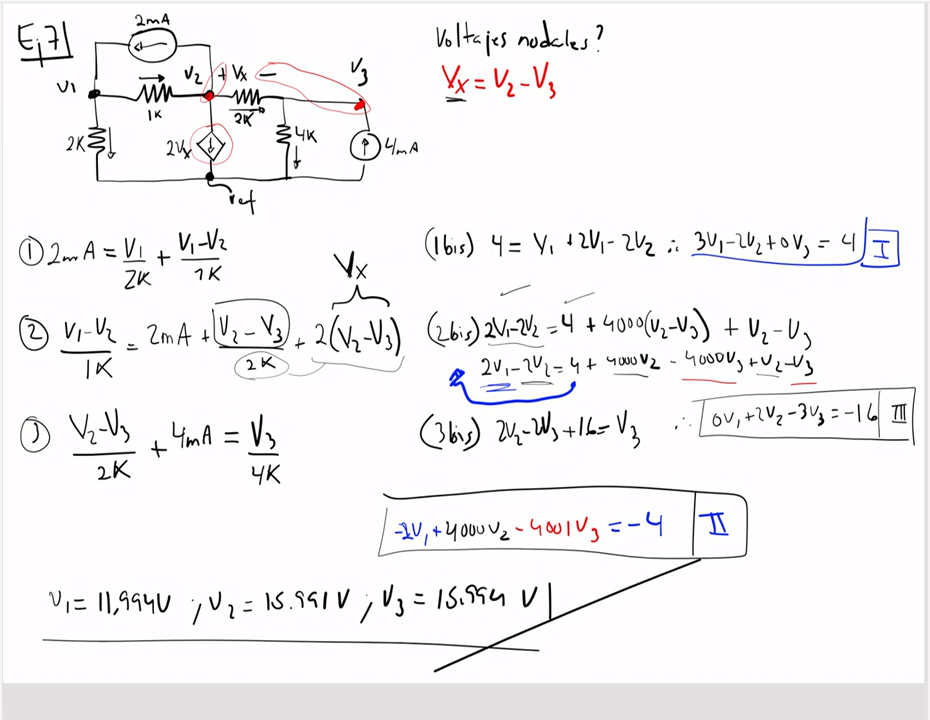 Ej 7
2mA
V1
V2
+ Vx −
V3
1K
2K
2K
2Vx
4K
4mA
ref
Voltajes nodales?
Vx = V2 − V3
① 2mA = V1/2K + (V1−V2)/1K
(1bis) 4 = V1 + 2V1 − 2V2 ∴ 3V1 − 2V2 + 0V3 = 4 I
Vx
② (V1−V2)/1K = 2mA + (V2−V3)/2K + 2(V2−V3)
(2bis) 2V1−2V2 = 4 + 4000(V2−V3) + V2 − V3
2V1 − 2V2 = 4 + 4000V2 − 4000V3 + V2 − V3
③ (V2−V3)/2K + 4mA = V3/4K
(3bis) 2V2 − 2V3 + 16 = V3 ∴ 0V1 + 2V2 − 3V3 = −16 III
−2V1 + 4000V2 − 4001V3 = −4 II
V1 = 11,994V ; V2 = 15.991V ; V3 = 15.994 V